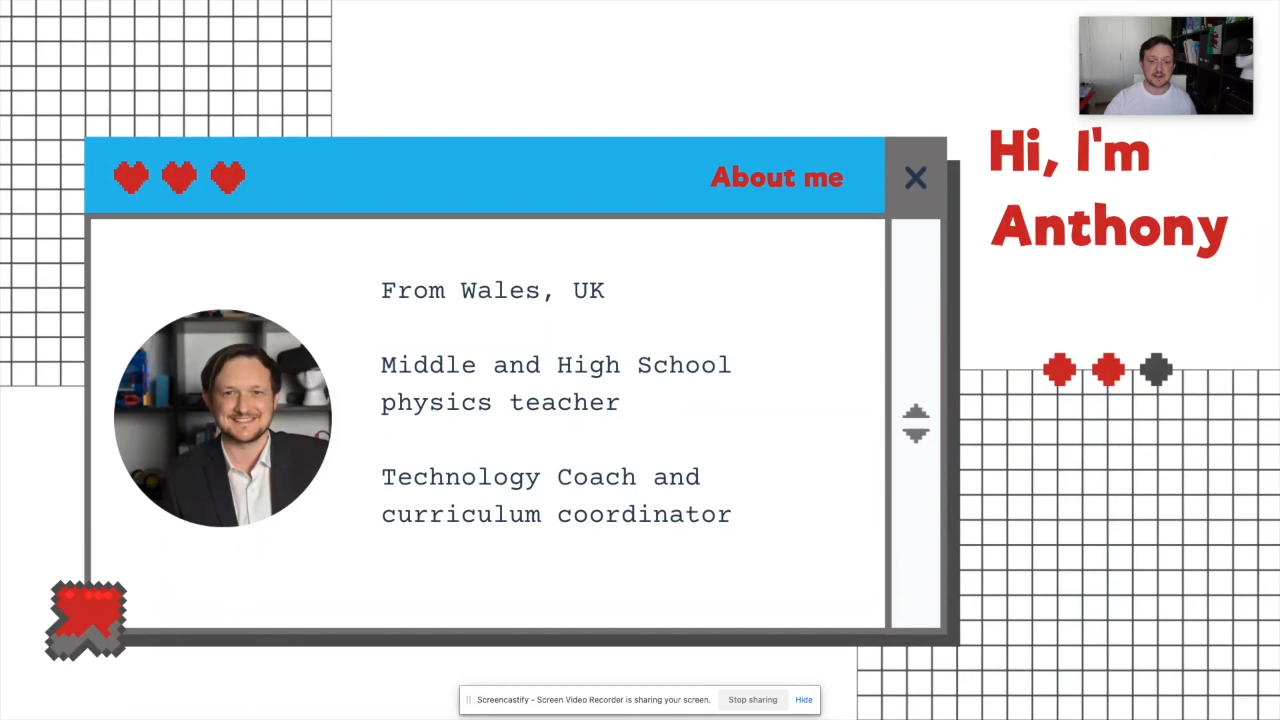 Hi, I'm
Anthony
About me
From Wales, UK
Middle and High School
physics teacher
Technology Coach and
curriculum coordinator
Screencastify - Screen Video Recorder is sharing your screen.
Stop sharing
Hide